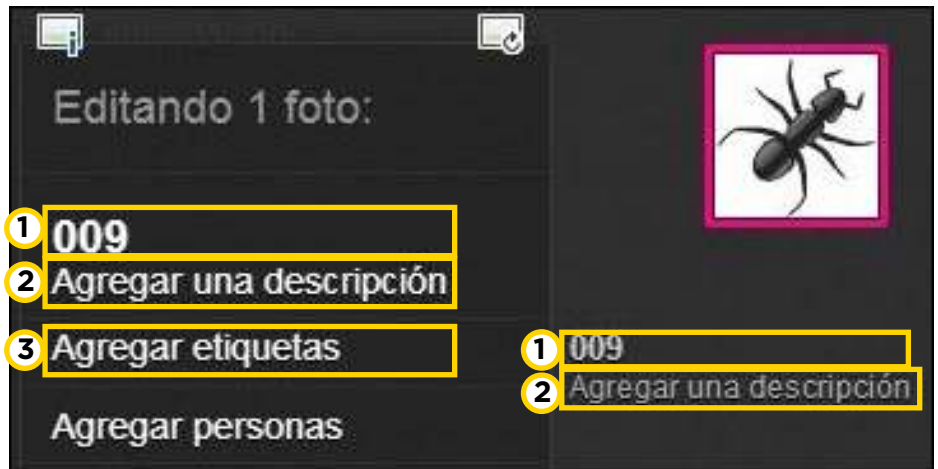 Editando 1 foto:
1 009
2 Agregar una descripción
3 Agregar etiquetas
Agregar personas
1 009
2 Agregar una descripción